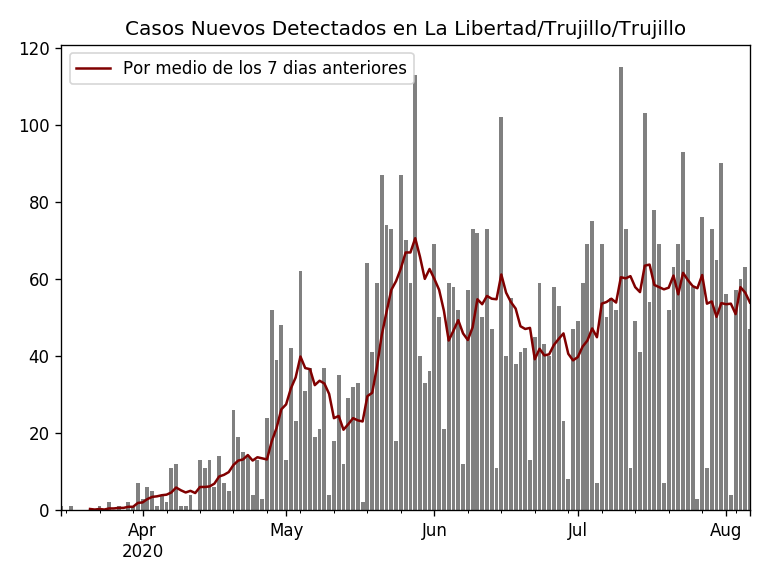 Casos Nuevos Detectados en La Libertad/Trujillo/Trujillo
Por medio de los 7 dias anteriores
120
100
80
60
40
20
0
Apr
2020
May
Jun
Jul
Aug